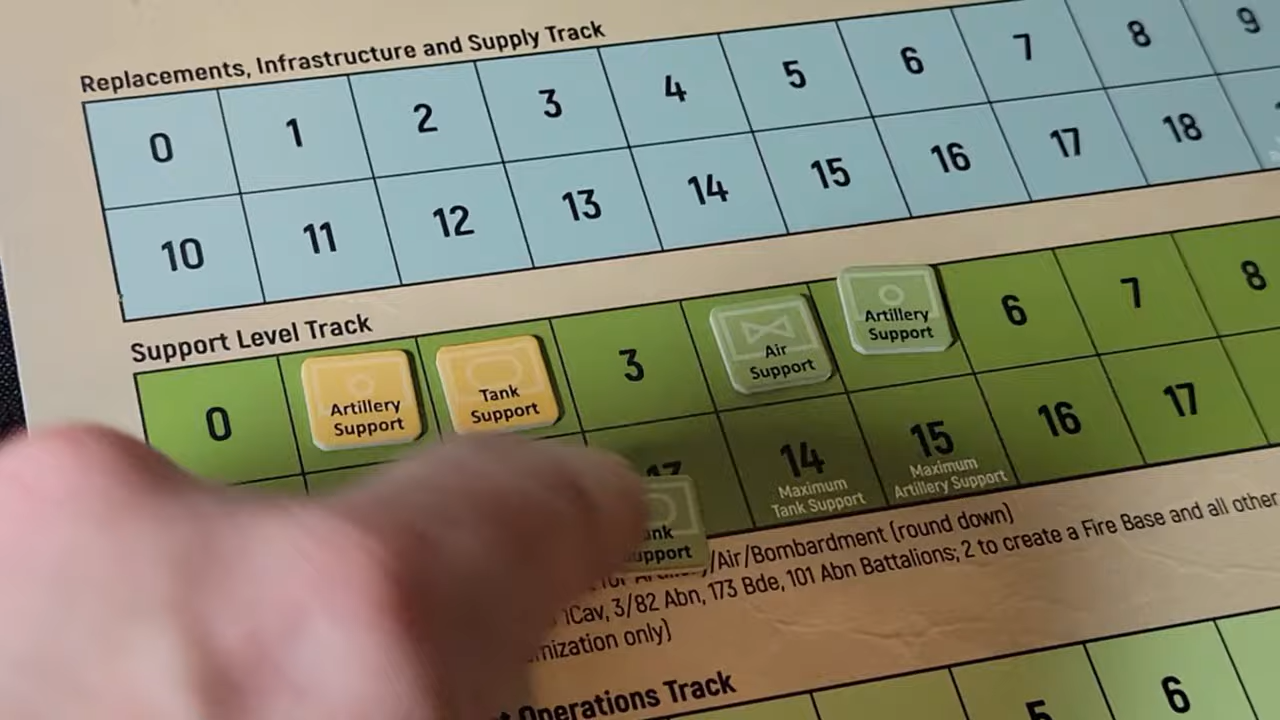 Replacements, Infrastructure and Supply Track
0 1 2 3 4 5 6 7 8 9
10 11 12 13 14 15 16 17 18
Support Level Track
0 Artillery Support Tank Support 3 Air Support Artillery Support 6 7 8
14 Maximum Tank Support 15 Maximum Artillery Support 16 17
/Air/Bombardment (round down)
Cav, 3/82 Abn, 173 Bde, 101 Abn Battalions; 2 to create a Fire Base and all other
only)
Operations Track
5 6